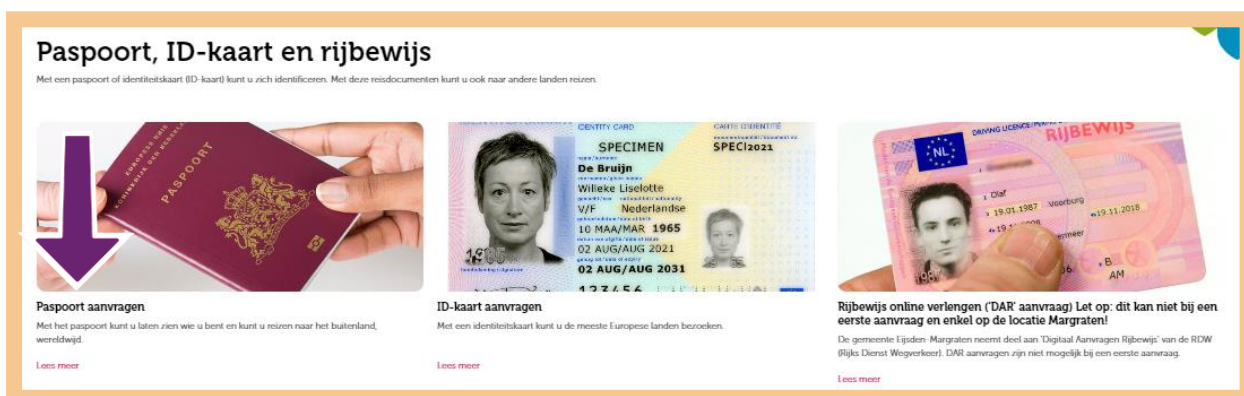 Paspoort, ID-kaart en rijbewijs
Met een paspoort of identiteitskaart (ID-kaart) kunt u zich identificeren. Met deze reisdocumenten kunt u ook naar andere landen reizen.
EUROPESE UNIE
KONINKRIJK DER
PASPOORT
IDENTITY CARD CARTE D'IDENTITÉ
SPECIMEN SPECI2021
De Bruijn
Willeke Liselotte
V/F Nederlandse
10 MAA/MAR 1965
02 AUG/AUG 2021
02 AUG/AUG 2031
1965
123456
DRIVING LICENCE
RIJBEWIJS
NL
Olaf
19.01.1987 Voorburg
19.11.2018
B
AM
Paspoort aanvragen
Met het paspoort kunt u laten zien wie u bent en kunt u reizen naar het buitenland,
wereldwijd.
Lees meer
ID-kaart aanvragen
Met een identiteitskaart kunt u de meeste Europese landen bezoeken.
Lees meer
Rijbewijs online verlengen ('DAR' aanvraag) Let op: dit kan niet bij een
eerste aanvraag en enkel op de locatie Margraten!
De gemeente Eijsden-Margraten neemt deel aan 'Digitaal Aanvragen Rijbewijs' van de RDW
(Rijks Dienst Wegverkeer). DAR aanvragen zijn niet mogelijk bij een eerste aanvraag.
Lees meer